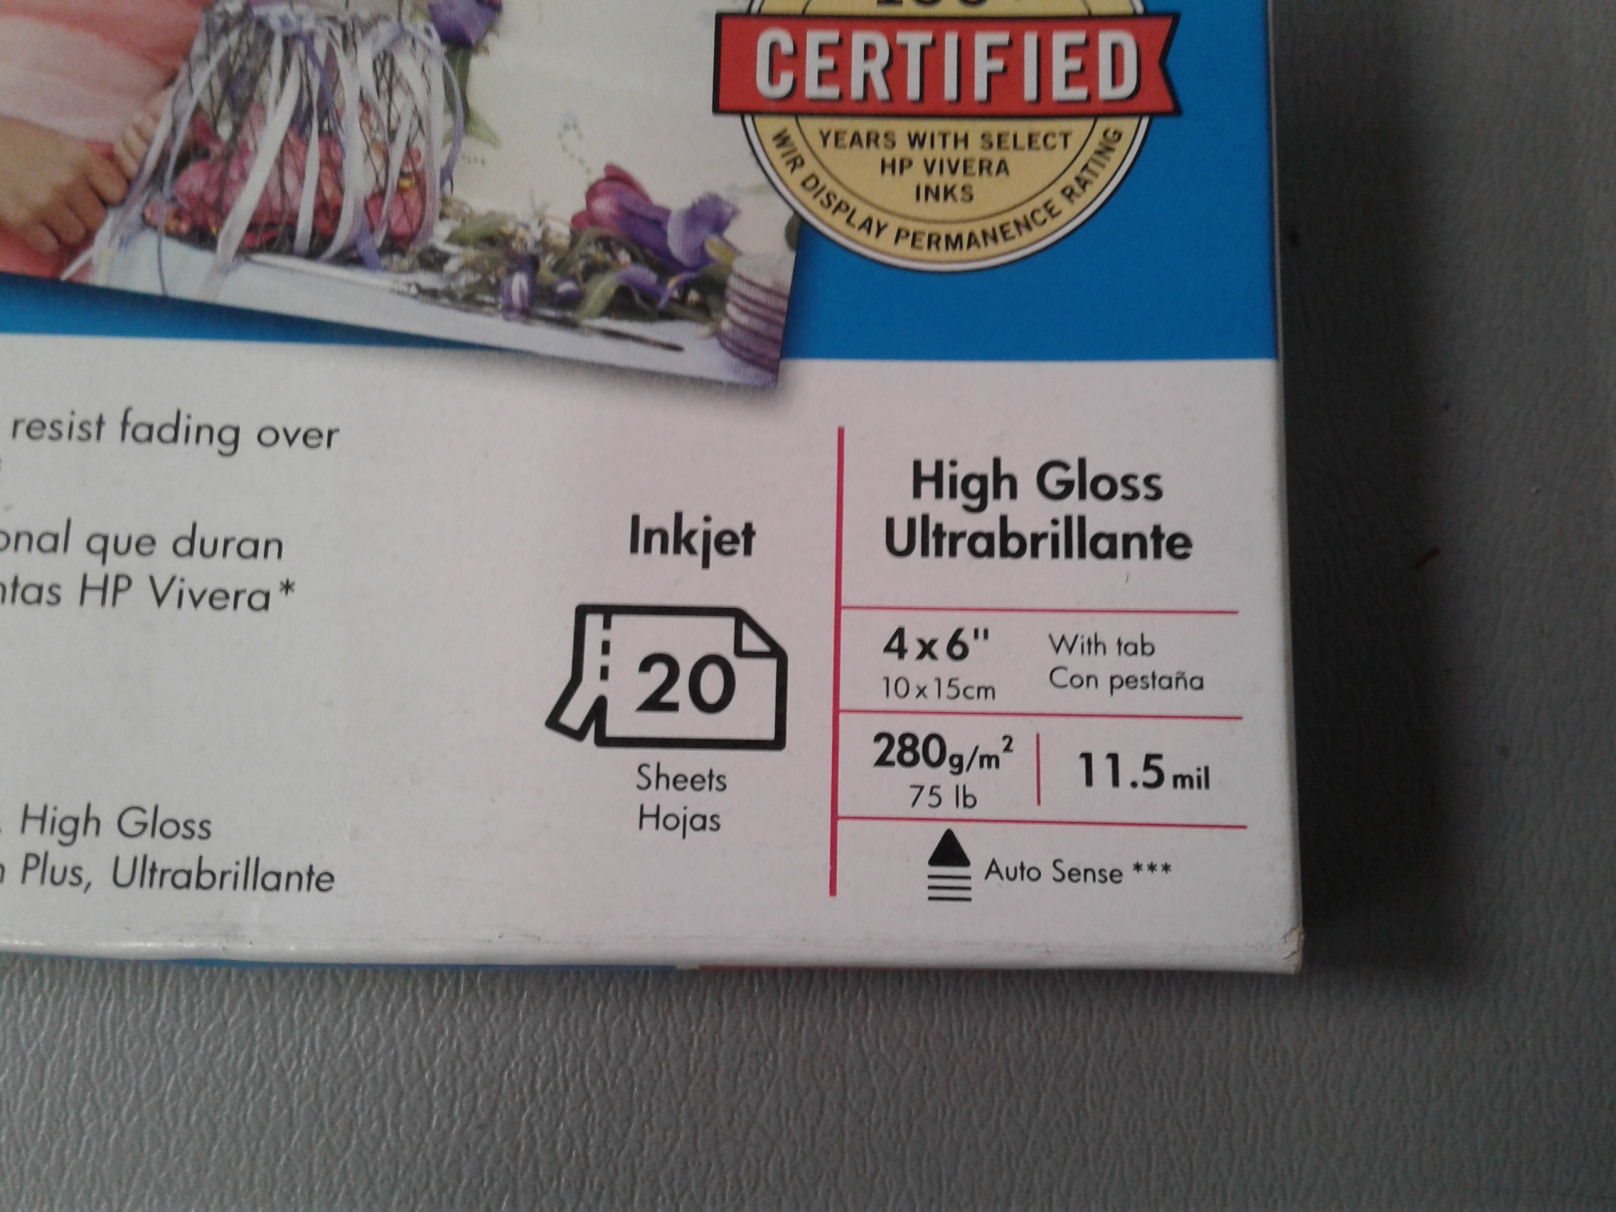 CERTIFIED
YEARS WITH SELECT
HP VIVERA
INKS
WIR DISPLAY PERMANENCE RATING
resist fading over
que duran
HP Vivera*
High Gloss
Plus, Ultrabrillante
Inkjet
20
Sheets
Hojas
High Gloss
Ultrabrillante
4x6" With tab
10x15cm Con pestaña
280g/m² 11.5 mil
75 lb
Auto Sense ***